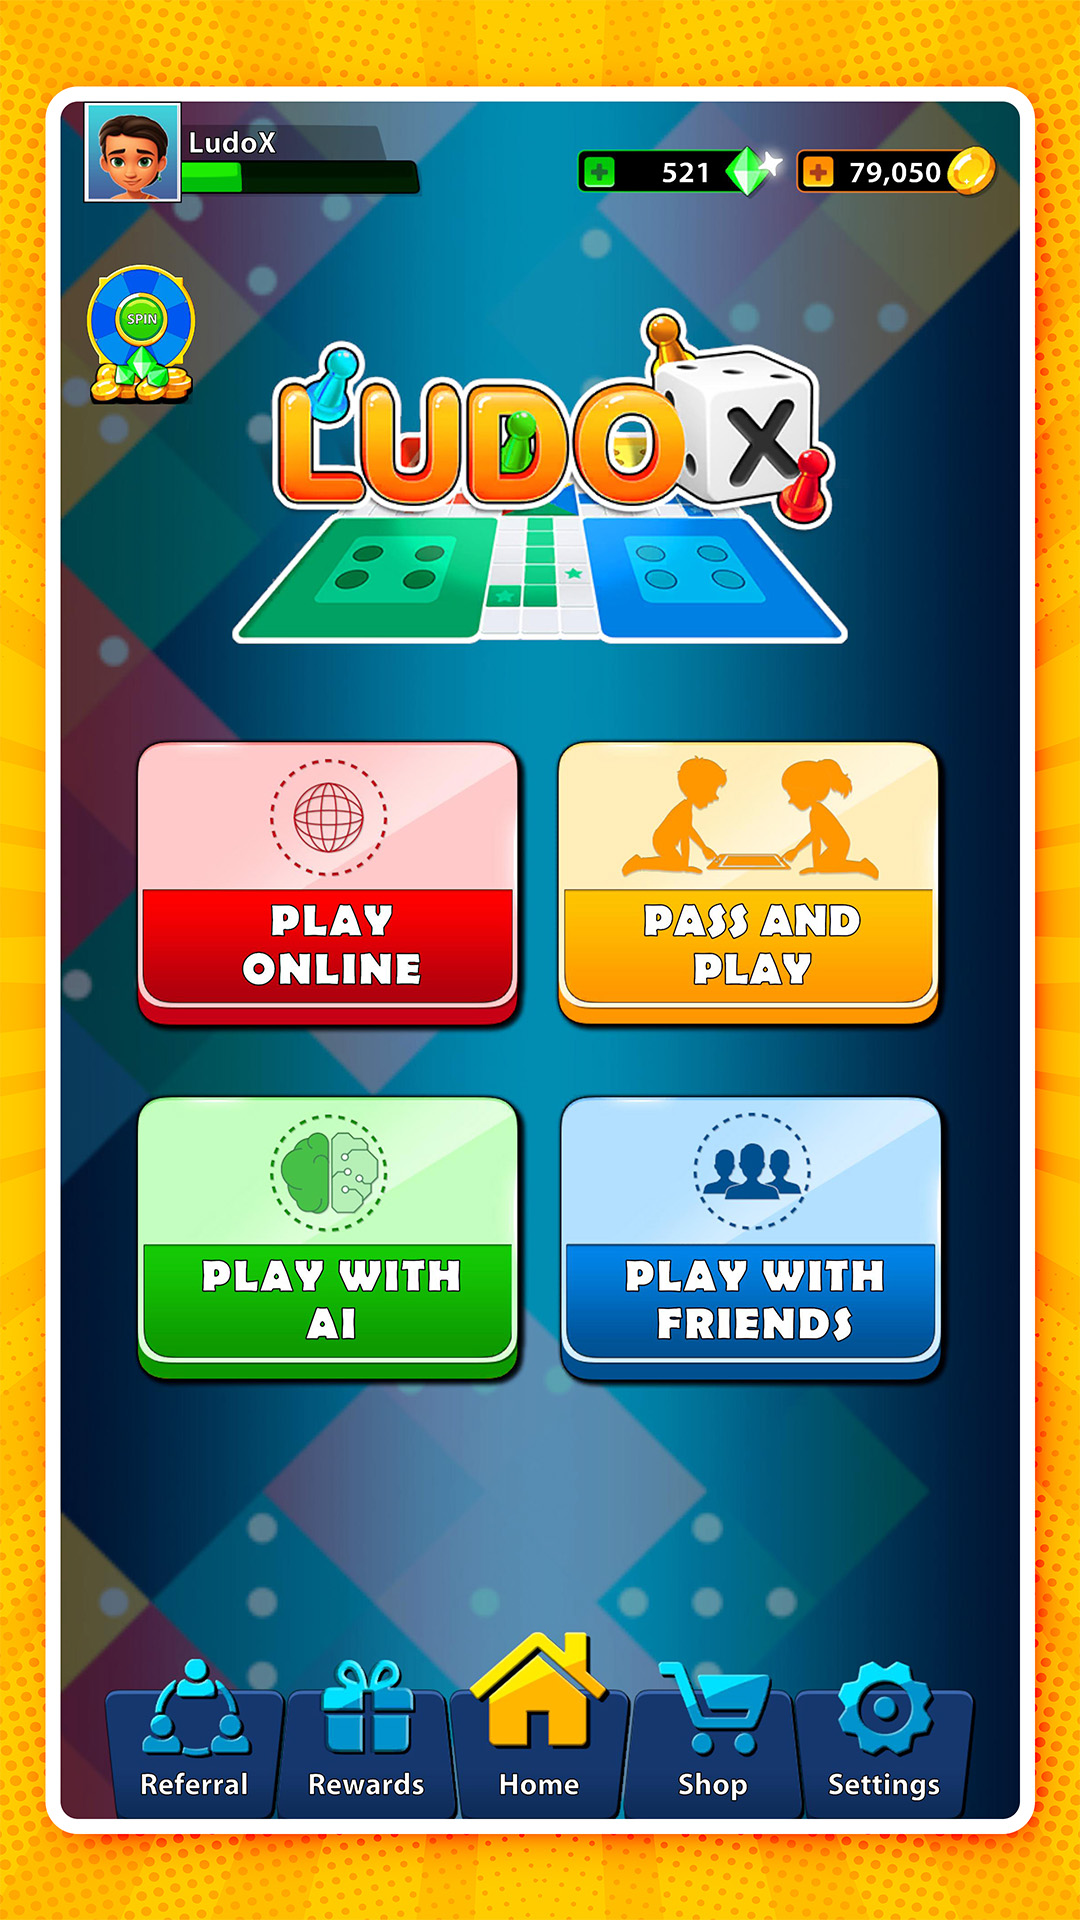 LudoX
521
79,050
SPIN
LUDO X
PLAY
ONLINE
PASS AND
PLAY
PLAY WITH
AI
PLAY WITH
FRIENDS
Referral
Rewards
Home
Shop
Settings